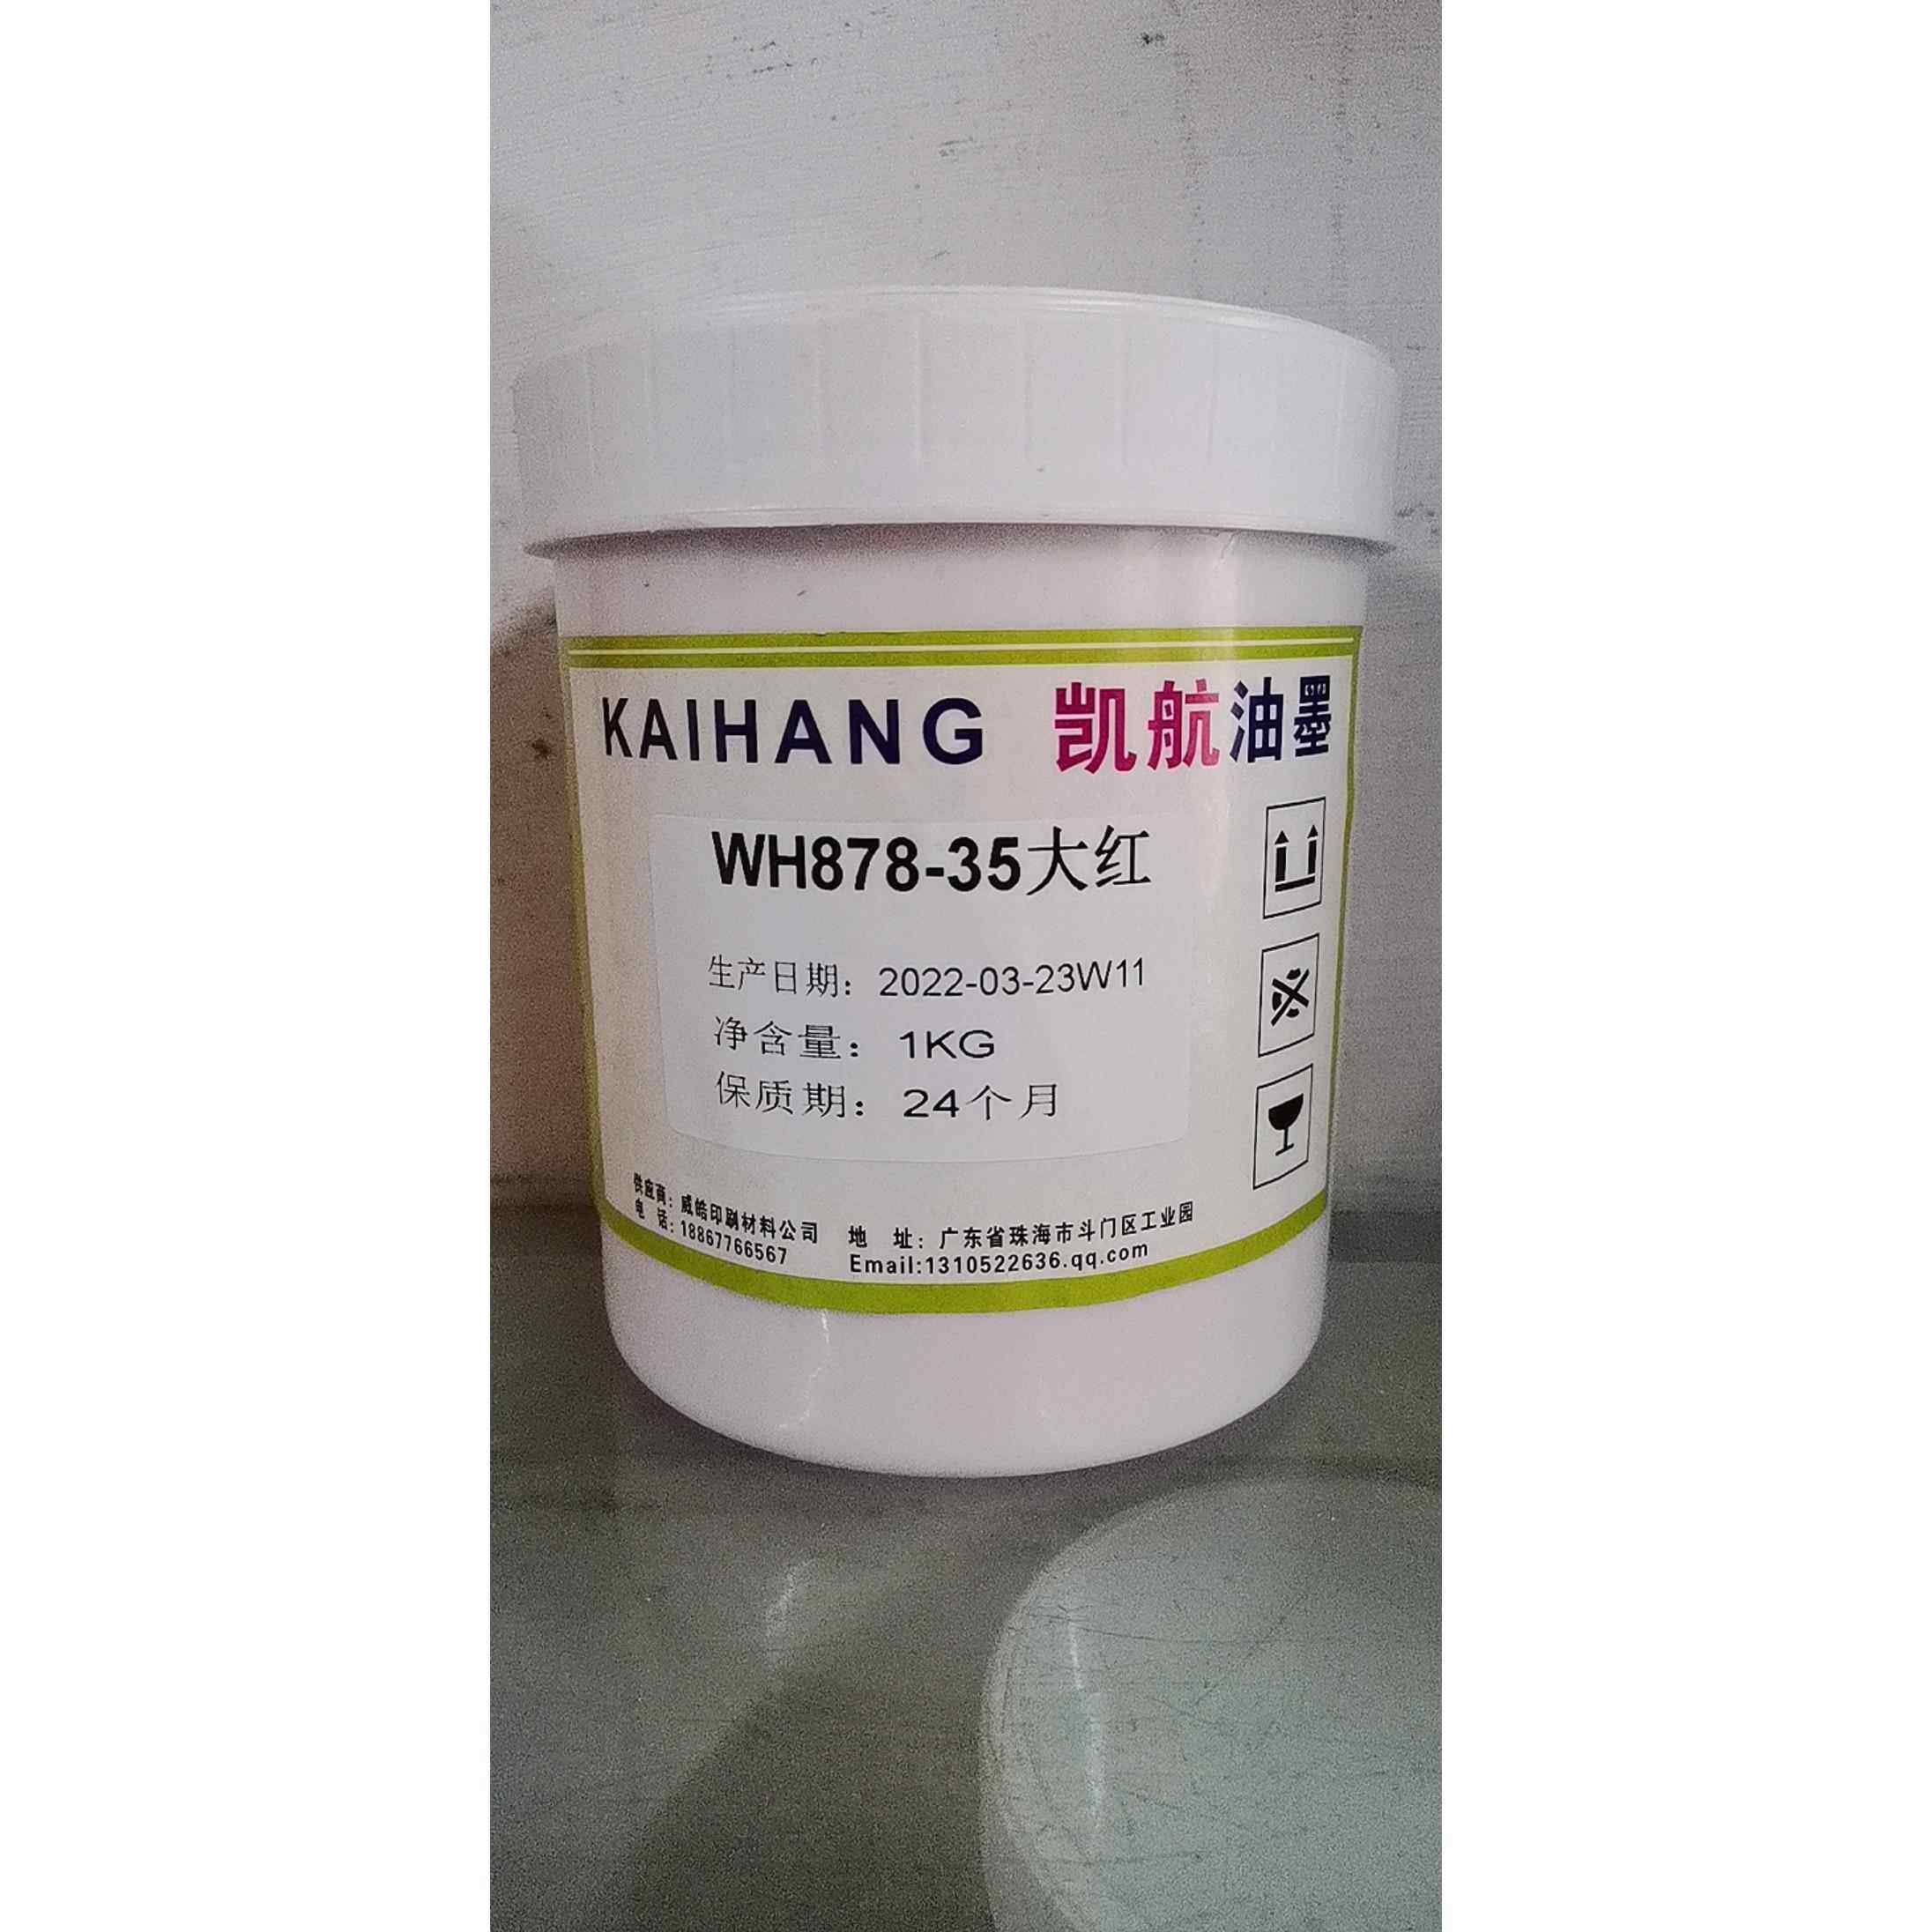 KAIHANG 凯航油墨
WH878-35大红
生产日期：2022-03-23W11
净含量：1KG
保质期：24个月
供应商：威皓印刷材料公司 地 址：广东省珠海市斗门区工业园
电 话：18867766567 Email:1310522636.qq.com